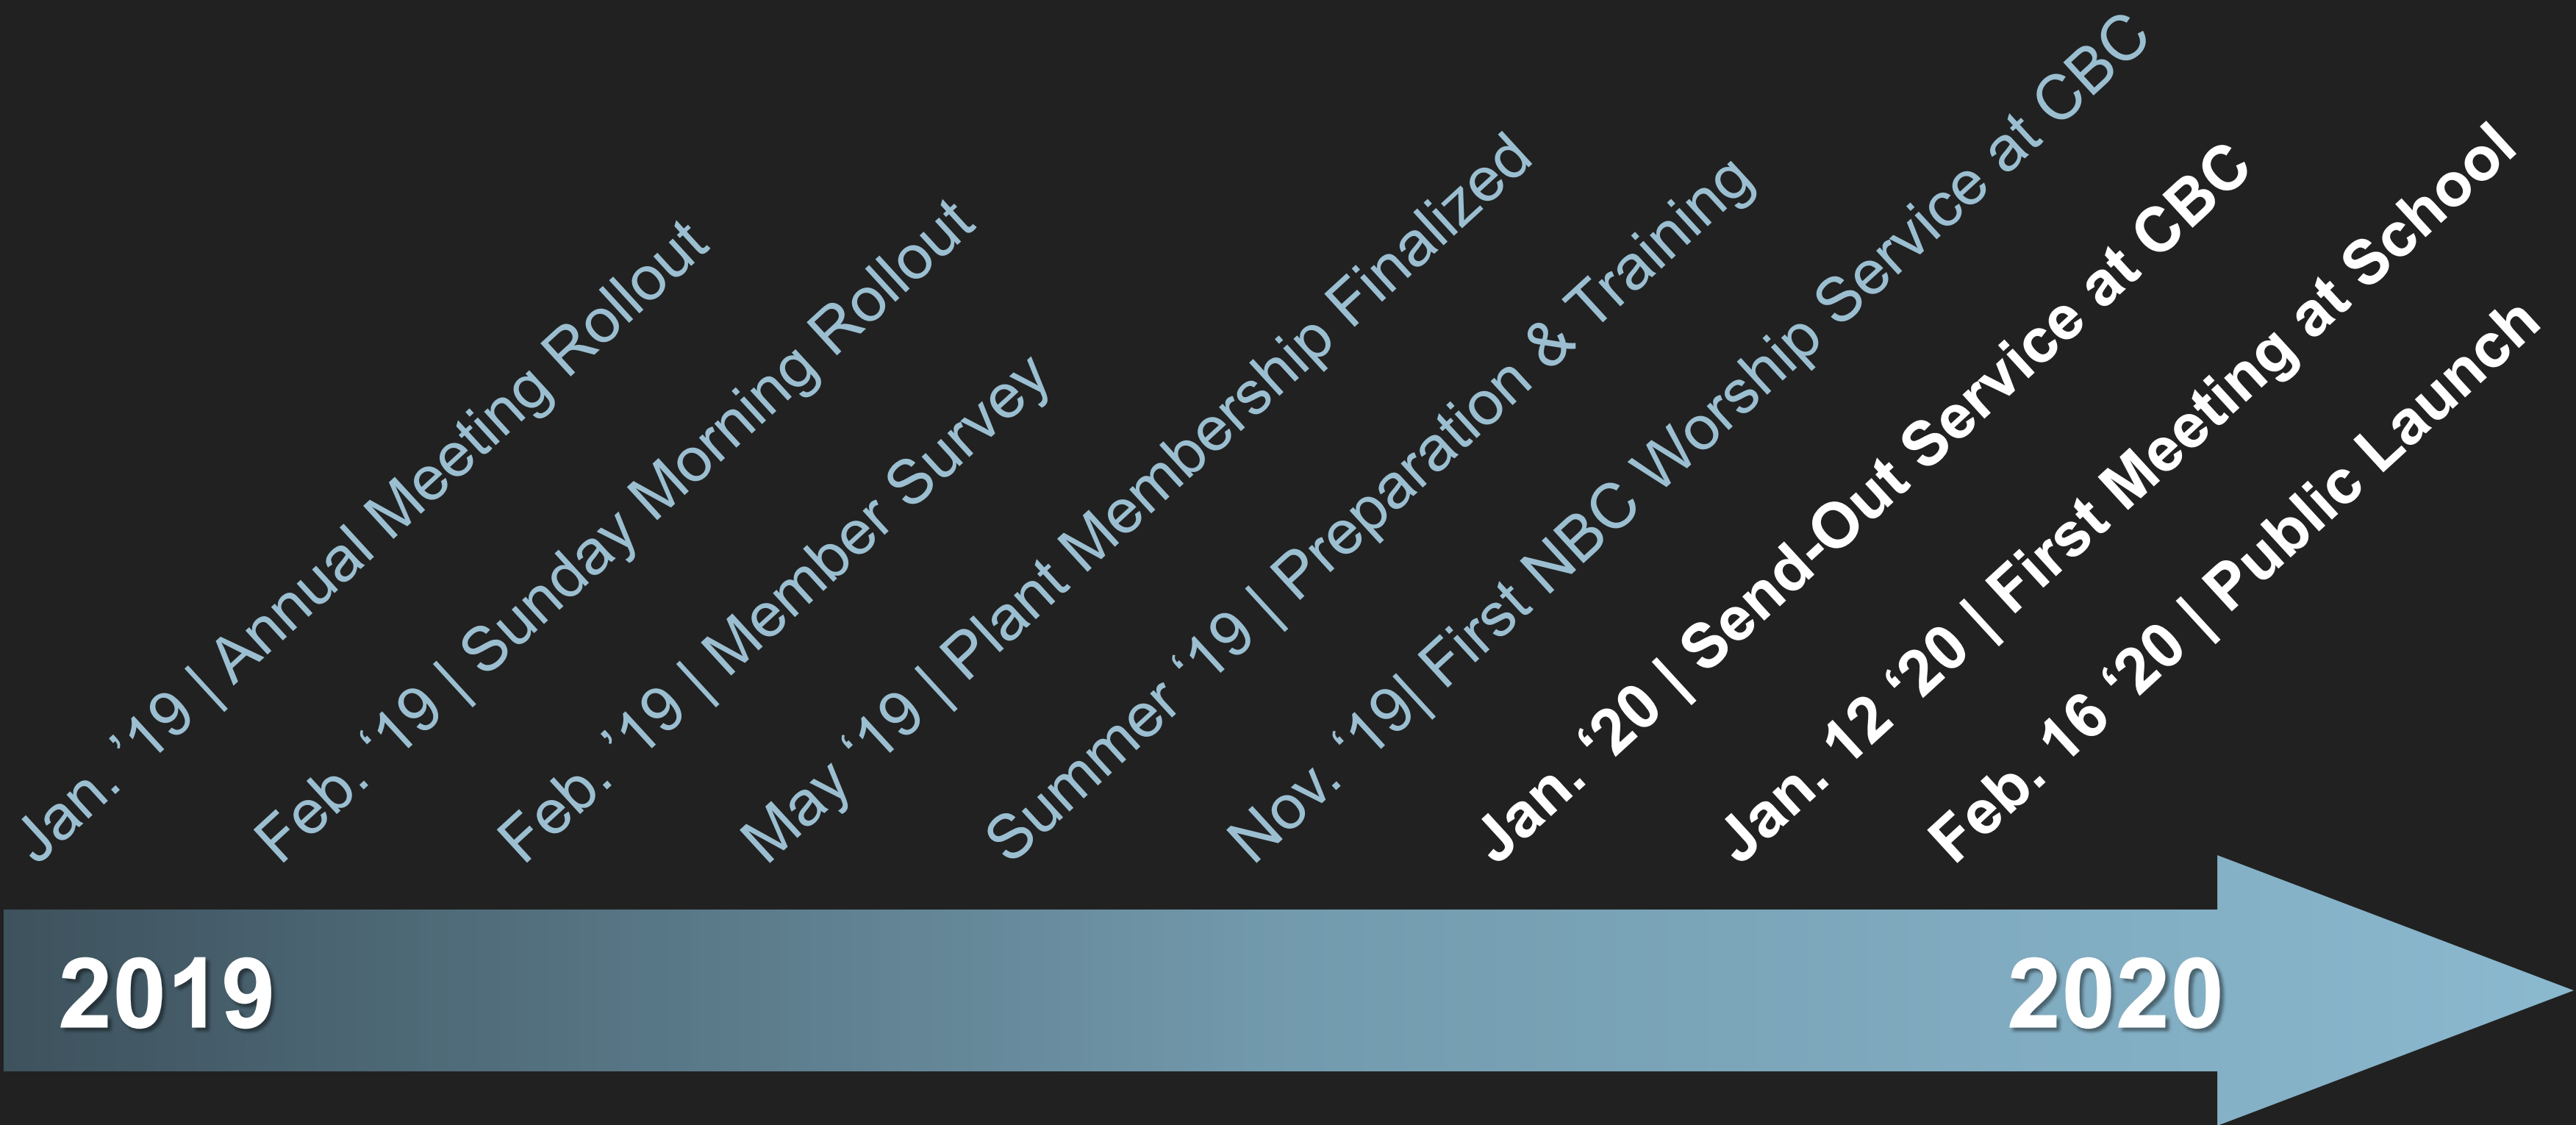 Jan. ’19 | Annual Meeting Rollout
Feb. ‘19 | Sunday Morning Rollout
Feb. ’19 | Member Survey
May ‘19 | Plant Membership Finalized
Summer ‘19 | Preparation & Training
Nov. ‘19| First NBC Worship Service at CBC
Jan. ‘20 | Send-Out Service at CBC
Jan. 12 ‘20 | First Meeting at School
Feb. 16 ‘20 | Public Launch
2019
2020